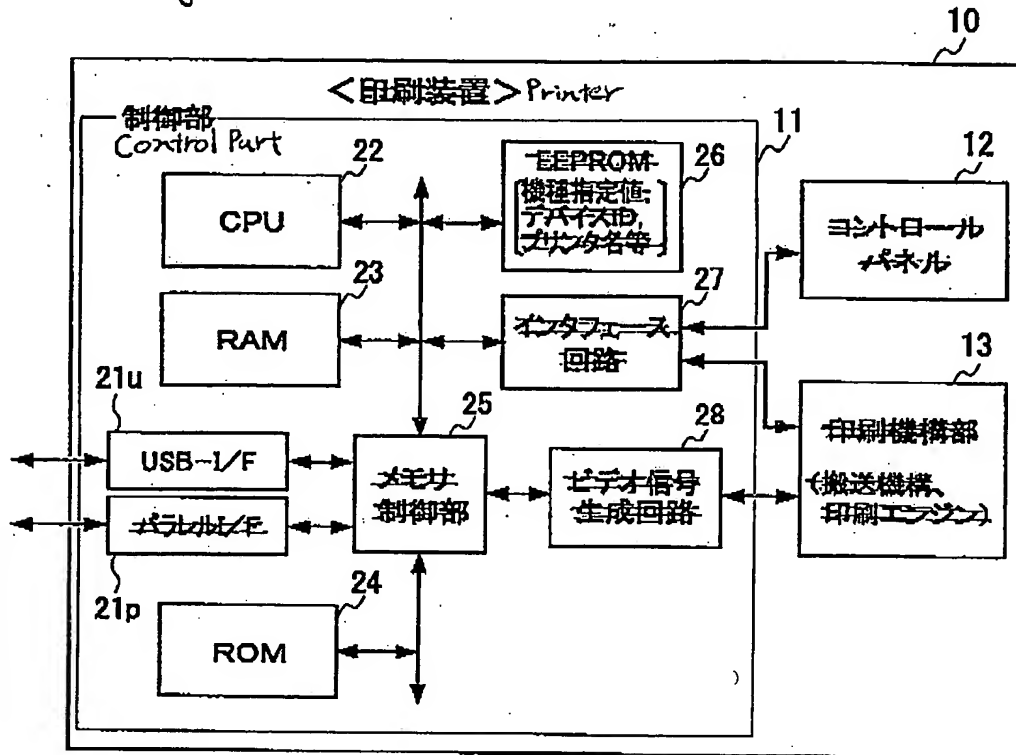 10
<印刷装置> Printer
制御部
Control Part
11
22
CPU
26
EEPROM
機種指定値,
デバイスID,
プリンタ名等
12
コントロール
パネル
23
RAM
27
インタフェース
回路
13
印刷機構部
(搬送機構、
印刷エンジン)
21u
USB-I/F
25
メモリ
制御部
28
ビデオ信号
生成回路
パラレルI/F
21p
24
ROM